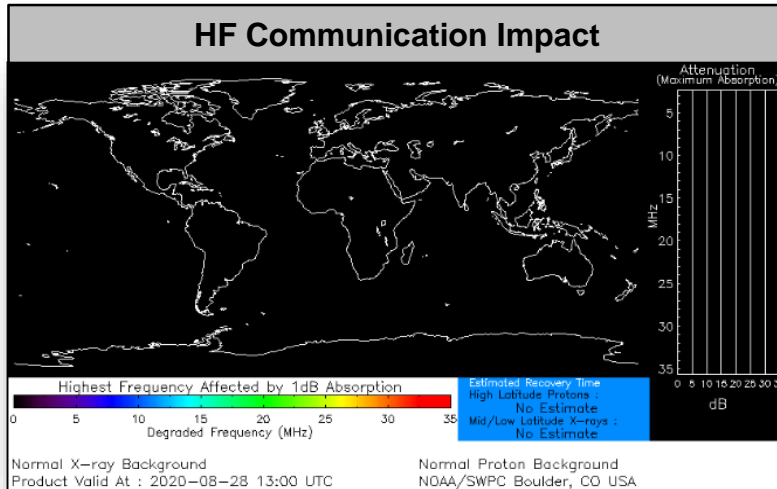 HF Communication Impact
Attenuation
(Maximum Absorption)
5
10
15
20
25
30
35
MHz
0 5 10 15 20 25 30 3
dB
Highest Frequency Affected by 1dB Absorption
0 5 10 15 20 25 30 35
Degraded Frequency (MHz)
Estimated Recovery Time
High Latitude Protons :
No Estimate
Mid/Low Latitude X-rays :
No Estimate
Normal X-ray Background
Normal Proton Background
Product Valid At : 2020-08-28 13:00 UTC
NOAA/SWPC Boulder, CO USA